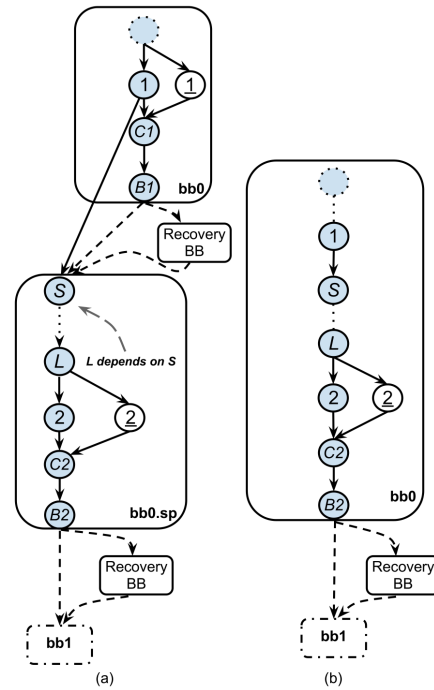 1
1
C1
B1
bb0
Recovery
BB
S
L depends on S
L
2
2
C2
B2
bb0.sp
Recovery
BB
bb1
(a)
1
S
L
2
2
C2
B2
bb0
Recovery
BB
bb1
(b)